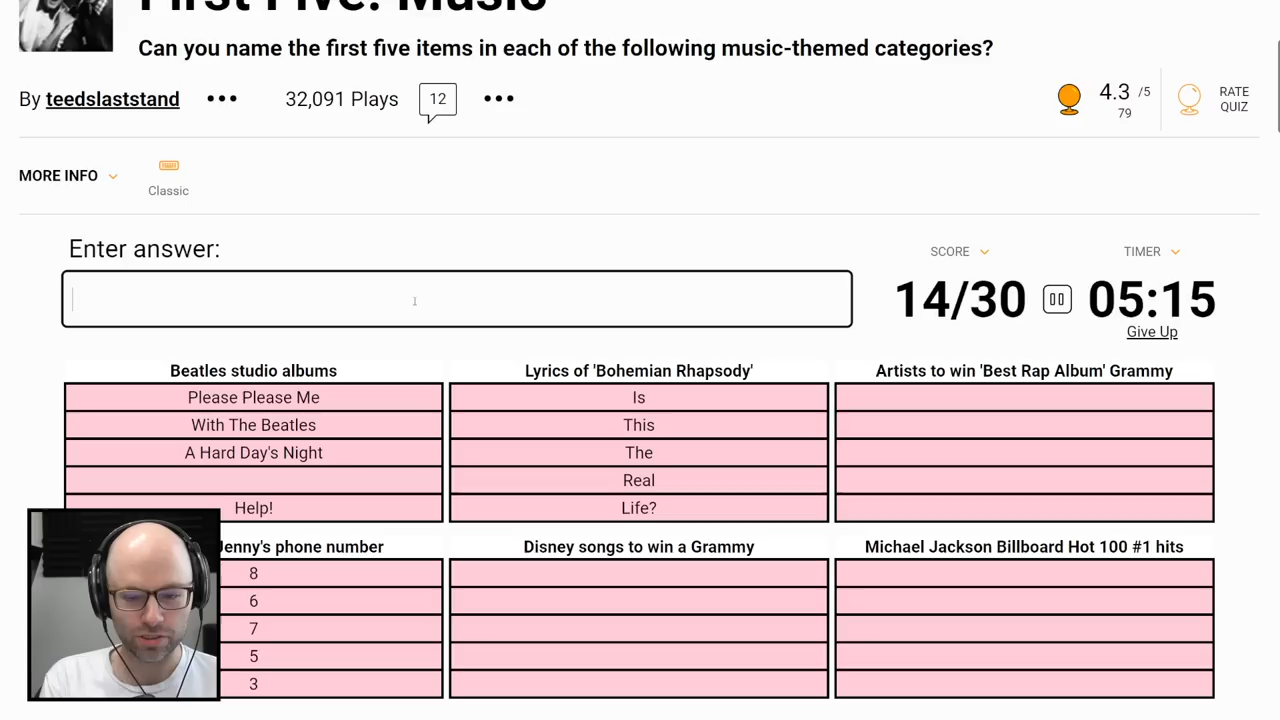 First Five: Music
Can you name the first five items in each of the following music-themed categories?
By teedslaststand ••• 32,091 Plays 12 •••
4.3 /5
79
RATE QUIZ
MORE INFO
Classic
Enter answer:
SCORE
TIMER
14/30
05:15
Give Up
Beatles studio albums
Please Please Me
With The Beatles
A Hard Day's Night
Help!
Lyrics of 'Bohemian Rhapsody'
Is
This
The
Real
Life?
Artists to win 'Best Rap Album' Grammy
Jenny's phone number
8
6
7
5
3
Disney songs to win a Grammy
Michael Jackson Billboard Hot 100 #1 hits